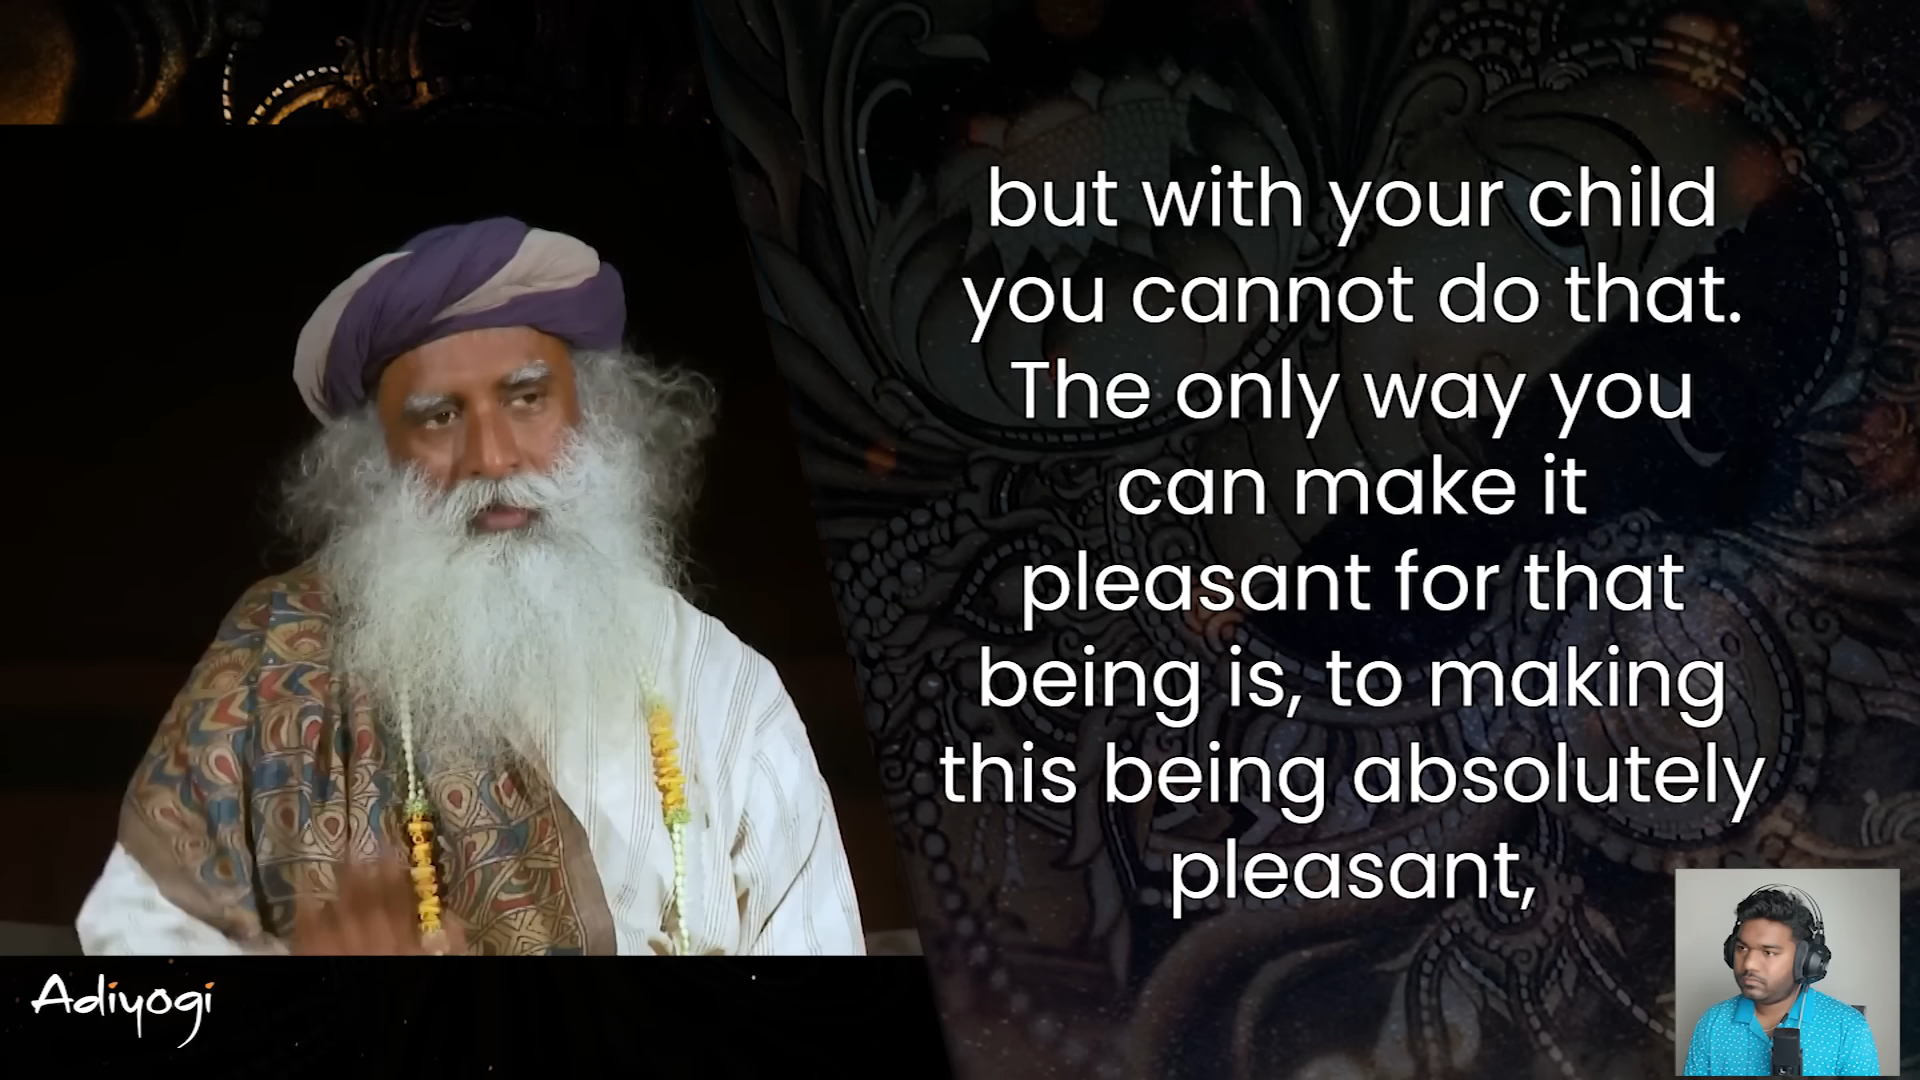 but with your child
you cannot do that.
The only way you
can make it
pleasant for that
being is, to making
this being absolutely
pleasant,
Adiyogi